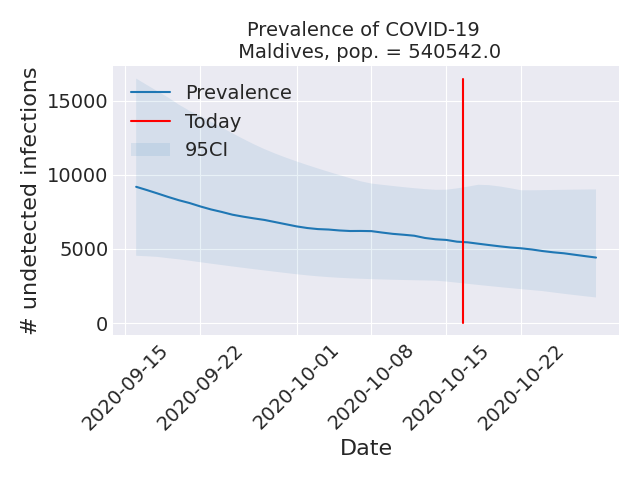 Prevalence of COVID-19
Maldives, pop. = 540542.0
Prevalence
Today
95CI
# undetected infections
15000
10000
5000
0
2020-09-15
2020-09-22
2020-10-01
2020-10-08
2020-10-15
2020-10-22
Date